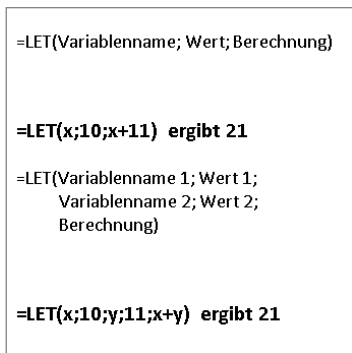 =LET(Variablenname; Wert; Berechnung)
=LET(x;10;x+11) ergibt 21
=LET(Variablenname 1; Wert 1;
Variablenname 2; Wert 2;
Berechnung)
=LET(x;10;y;11;x+y) ergibt 21